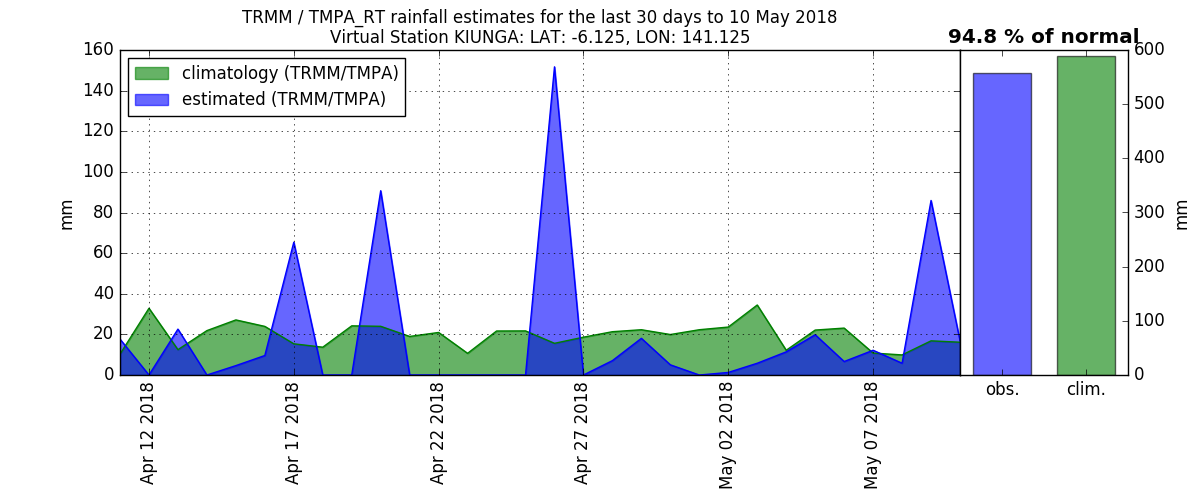 TRMM / TMPA_RT rainfall estimates for the last 30 days to 10 May 2018
Virtual Station KIUNGA: LAT: -6.125, LON: 141.125
94.8 % of normal
climatology (TRMM/TMPA)
estimated (TRMM/TMPA)
mm
160
140
120
100
80
60
40
20
0
Apr 12 2018
Apr 17 2018
Apr 22 2018
Apr 27 2018
May 02 2018
May 07 2018
600
500
400
300
200
100
0
mm
obs.
clim.